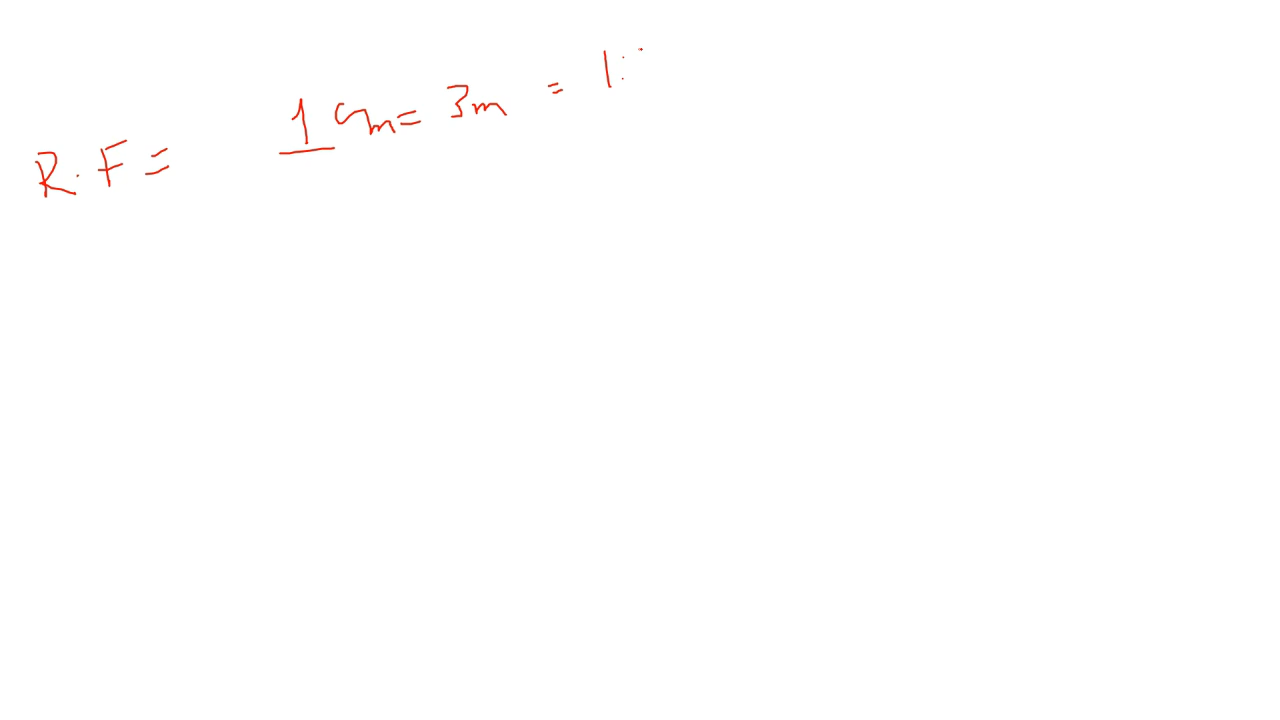 R.F = 1 cm = 3m = 1: